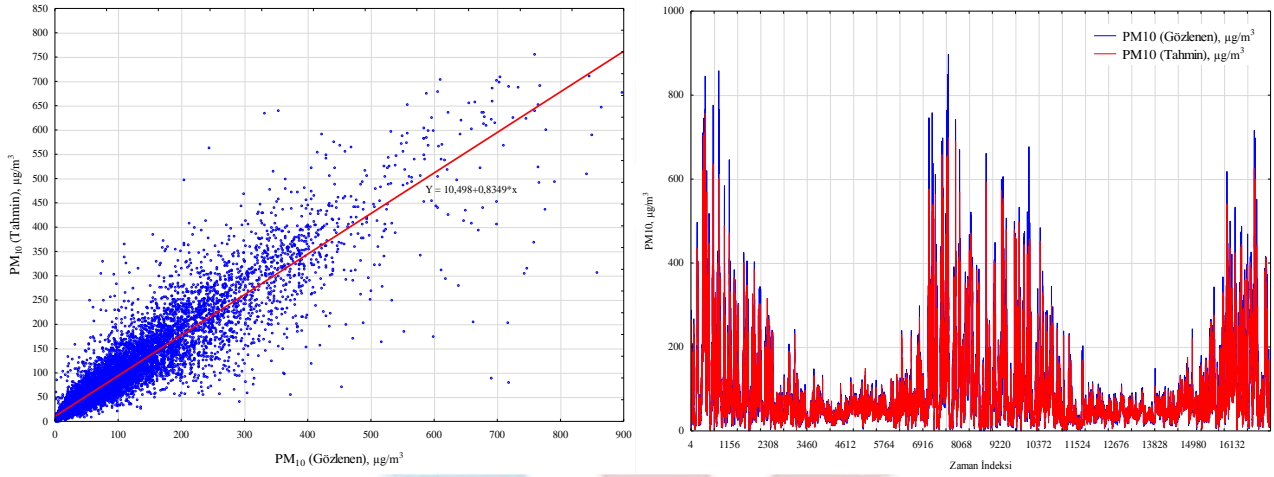 850
800
750
700
650
600
550
500
450
400
350
300
250
200
150
100
50
0
PM10 (Tahmin), µg/m³
Y = 10,498+0,8349*x
0 100 200 300 400 500 600 700 800 900
PM10 (Gözlenen), µg/m³
1000
800
600
400
200
0
PM10, µg/m³
PM10 (Gözlenen), µg/m³
PM10 (Tahmin), µg/m³
4 1156 2308 3460 4612 5764 6916 8068 9220 10372 11524 12676 13828 14980 16132
Zaman İndeksi